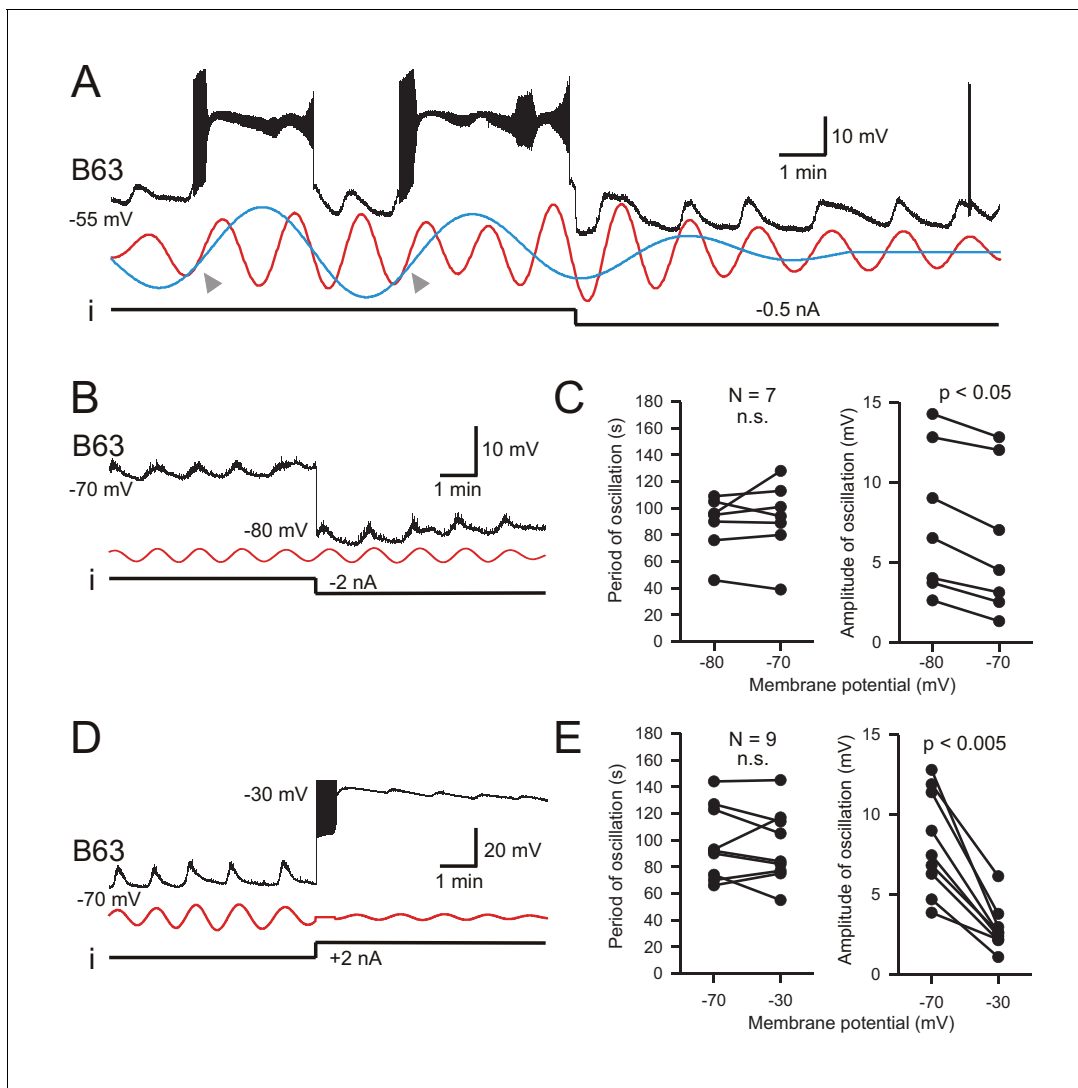 A
B63
-55 mV
10 mV
1 min
i
-0.5 nA
B
B63
-70 mV
10 mV
1 min
-80 mV
i
-2 nA
C
N = 7
n.s.
Period of oscillation (s)
180
160
140
120
100
80
60
40
20
0
-80
-70
p < 0.05
Amplitude of oscillation (mV)
15
10
5
0
-80
-70
Membrane potential (mV)
D
-30 mV
B63
-70 mV
20 mV
1 min
i
+2 nA
E
N = 9
n.s.
Period of oscillation (s)
180
160
140
120
100
80
60
40
20
0
-70
-30
p < 0.005
Amplitude of oscillation (mV)
15
10
5
0
-70
-30
Membrane potential (mV)